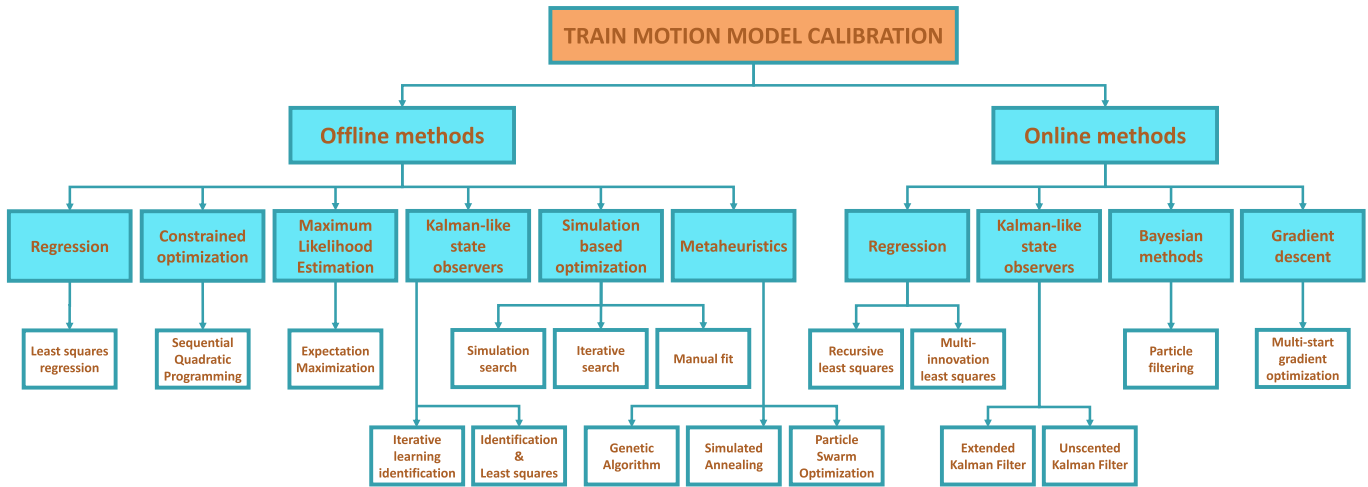 TRAIN MOTION MODEL CALIBRATION
Offline methods
Online methods
Regression
Constrained
optimization
Maximum
Likelihood
Estimation
Kalman-like
state
observers
Simulation
based
optimization
Metaheuristics
Regression
Kalman-like
state
observers
Bayesian
methods
Gradient
descent
Least squares
regression
Sequential
Quadratic
Programming
Expectation
Maximization
Simulation
search
Iterative
search
Manual fit
Recursive
least squares
Multi-
innovation
least squares
Particle
filtering
Multi-start
gradient
optimization
Iterative
learning
identification
Identification
&
Least squares
Genetic
Algorithm
Simulated
Annealing
Particle
Swarm
Optimization
Extended
Kalman Filter
Unscented
Kalman Filter